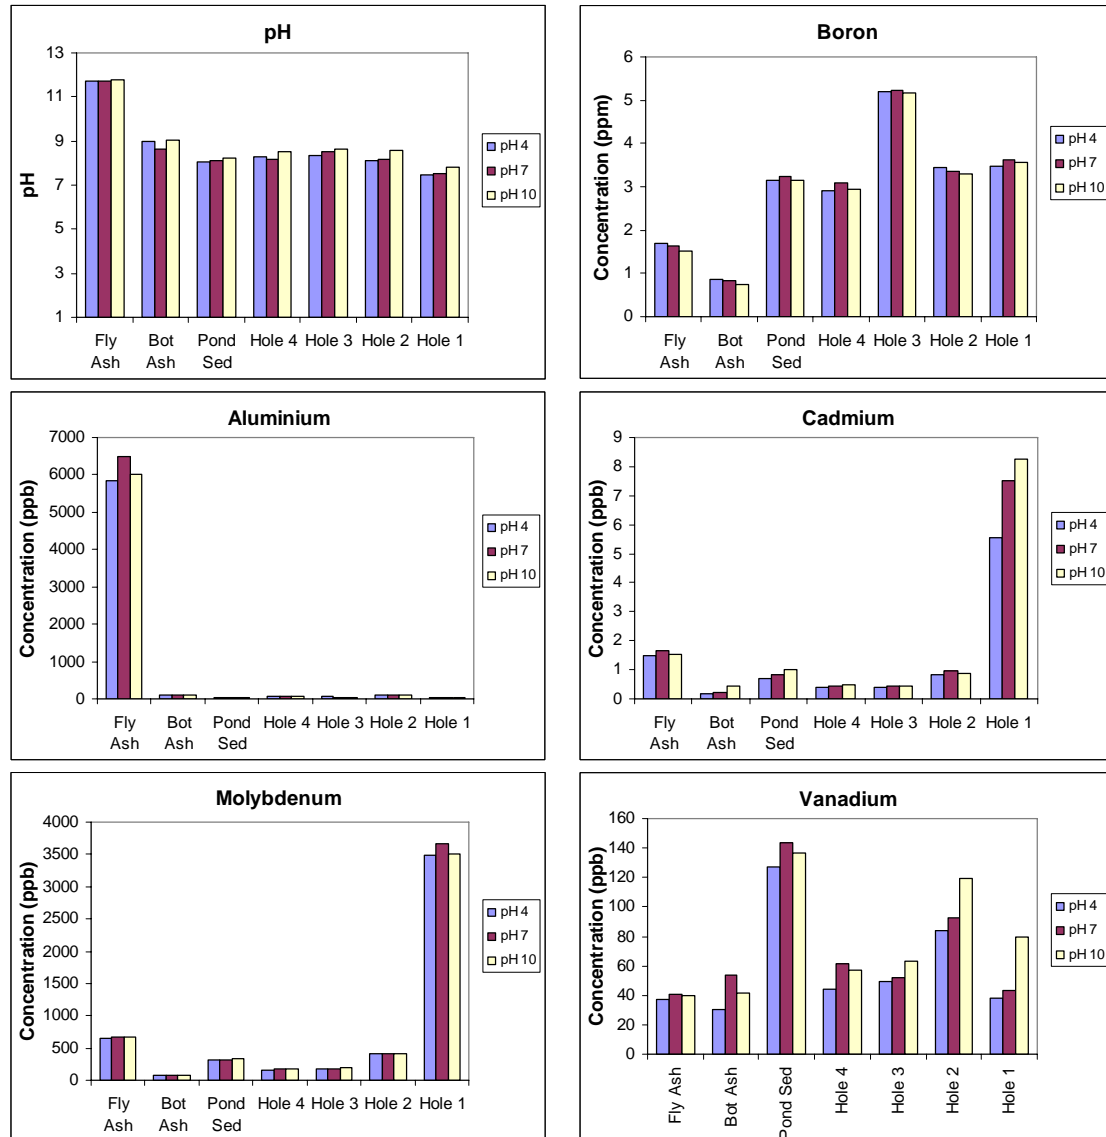 pH
13
11
9
7
5
3
1
pH
Fly Ash
Bot Ash
Pond Sed
Hole 4
Hole 3
Hole 2
Hole 1
pH 4
pH 7
pH 10
Boron
6
5
4
3
2
1
0
Concentration (ppm)
Fly Ash
Bot Ash
Pond Sed
Hole 4
Hole 3
Hole 2
Hole 1
pH 4
pH 7
pH 10
Aluminium
7000
6000
5000
4000
3000
2000
1000
0
Concentration (ppb)
Fly Ash
Bot Ash
Pond Sed
Hole 4
Hole 3
Hole 2
Hole 1
pH 4
pH 7
pH 10
Cadmium
9
8
7
6
5
4
3
2
1
0
Concentration (ppb)
Fly Ash
Bot Ash
Pond Sed
Hole 4
Hole 3
Hole 2
Hole 1
pH 4
pH 7
pH 10
Molybdenum
4000
3500
3000
2500
2000
1500
1000
500
0
Concentration (ppb)
Fly Ash
Bot Ash
Pond Sed
Hole 4
Hole 3
Hole 2
Hole 1
pH 4
pH 7
pH 10
Vanadium
160
140
120
100
80
60
40
20
0
Concentration (ppb)
Fly Ash
Bot Ash
Pond Sed
Hole 4
Hole 3
Hole 2
Hole 1
pH 4
pH 7
pH 10